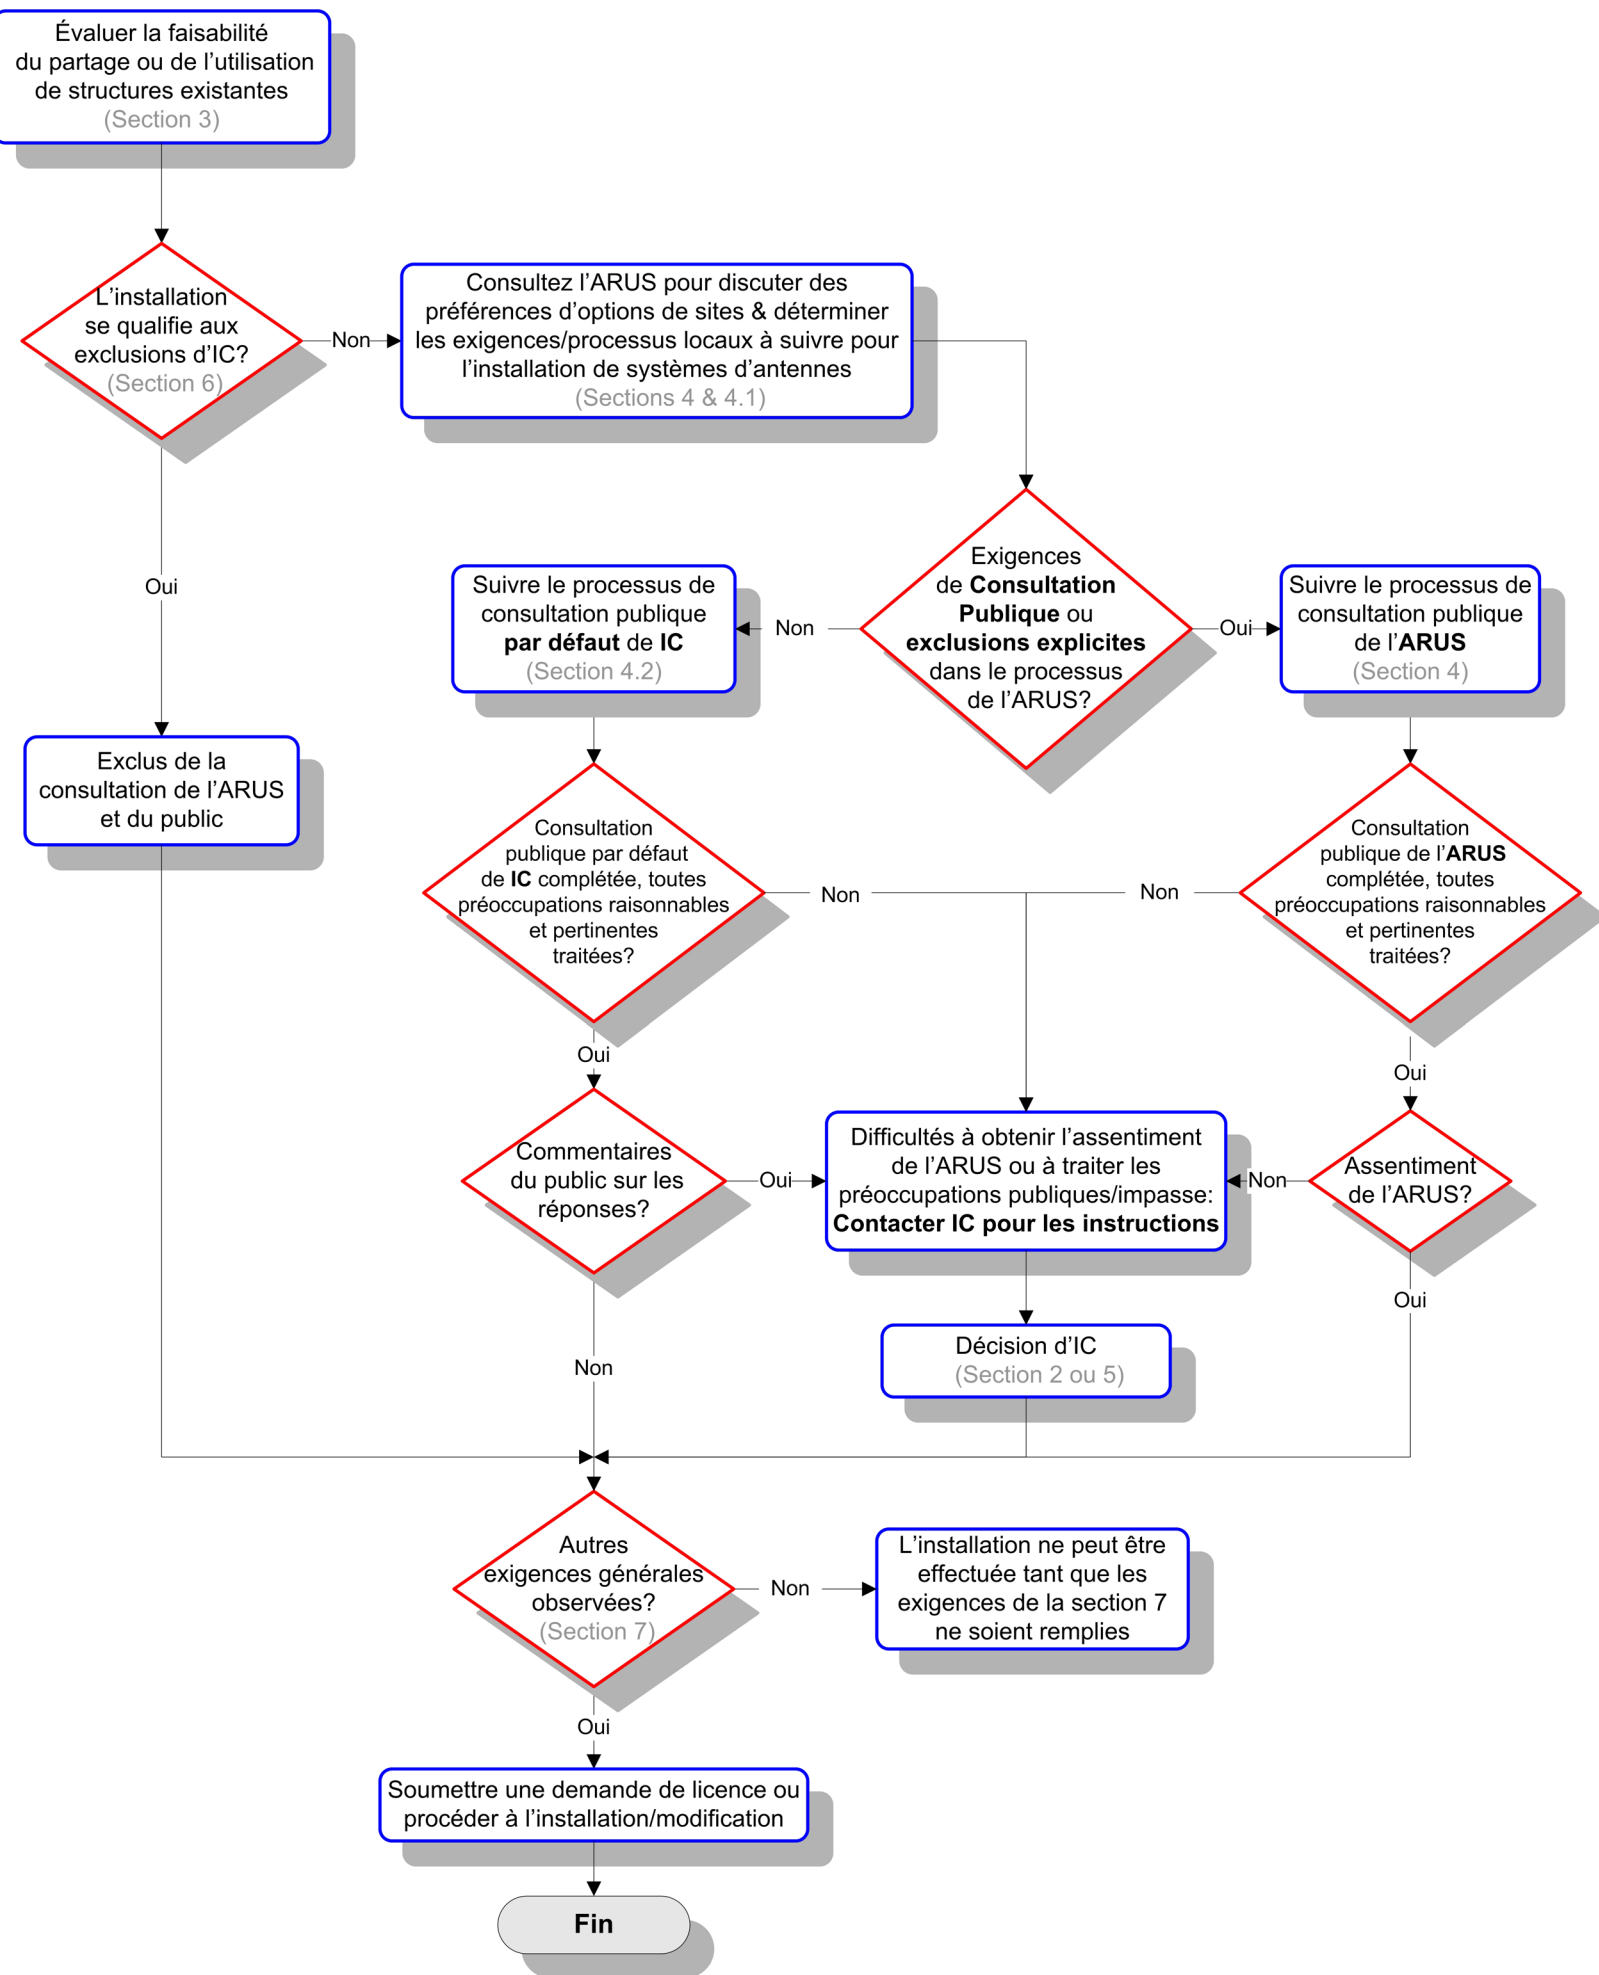 Évaluer la faisabilité
du partage ou de l’utilisation
de structures existantes
(Section 3)
L’installation
se qualifie aux
exclusions d’IC?
(Section 6)
Non
Consultez l’ARUS pour discuter des
préférences d’options de sites & déterminer
les exigences/processus locaux à suivre pour
l’installation de systèmes d’antennes
(Sections 4 & 4.1)
Oui
Exigences
de Consultation
Publique ou
exclusions explicites
dans le processus
de l’ARUS?
Non
Oui
Suivre le processus de
consultation publique
par défaut de IC
(Section 4.2)
Suivre le processus de
consultation publique
de l’ARUS
(Section 4)
Exclus de la
consultation de l’ARUS
et du public
Consultation
publique par défaut
de IC complétée, toutes
préoccupations raisonnables
et pertinentes
traitées?
Non
Non
Consultation
publique de l’ARUS
complétée, toutes
préoccupations raisonnables
et pertinentes
traitées?
Oui
Oui
Commentaires
du public sur les
réponses?
Oui
Difficultés à obtenir l’assentiment
de l’ARUS ou à traiter les
préoccupations publiques/impasse:
Contacter IC pour les instructions
Non
Assentiment
de l’ARUS?
Oui
Non
Décision d’IC
(Section 2 ou 5)
Autres
exigences générales
observées?
(Section 7)
Non
L’installation ne peut être
effectuée tant que les
exigences de la section 7
ne soient remplies
Oui
Soumettre une demande de licence ou
procéder à l’installation/modification
Fin